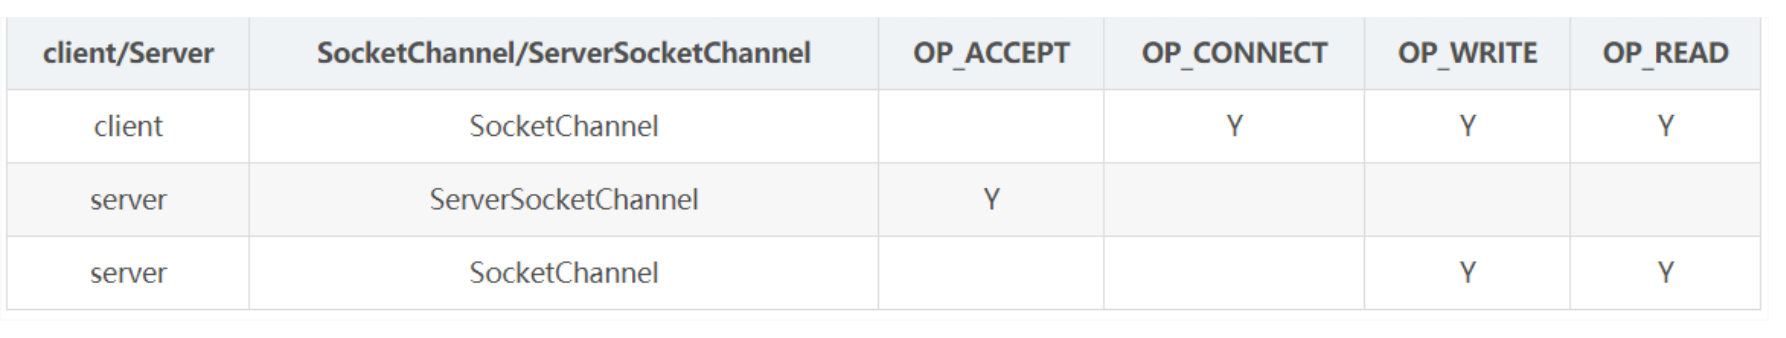 client/Server SocketChannel/ServerSocketChannel OP_ACCEPT OP_CONNECT OP_WRITE OP_READ
client SocketChannel Y Y Y
server ServerSocketChannel Y
server SocketChannel Y Y